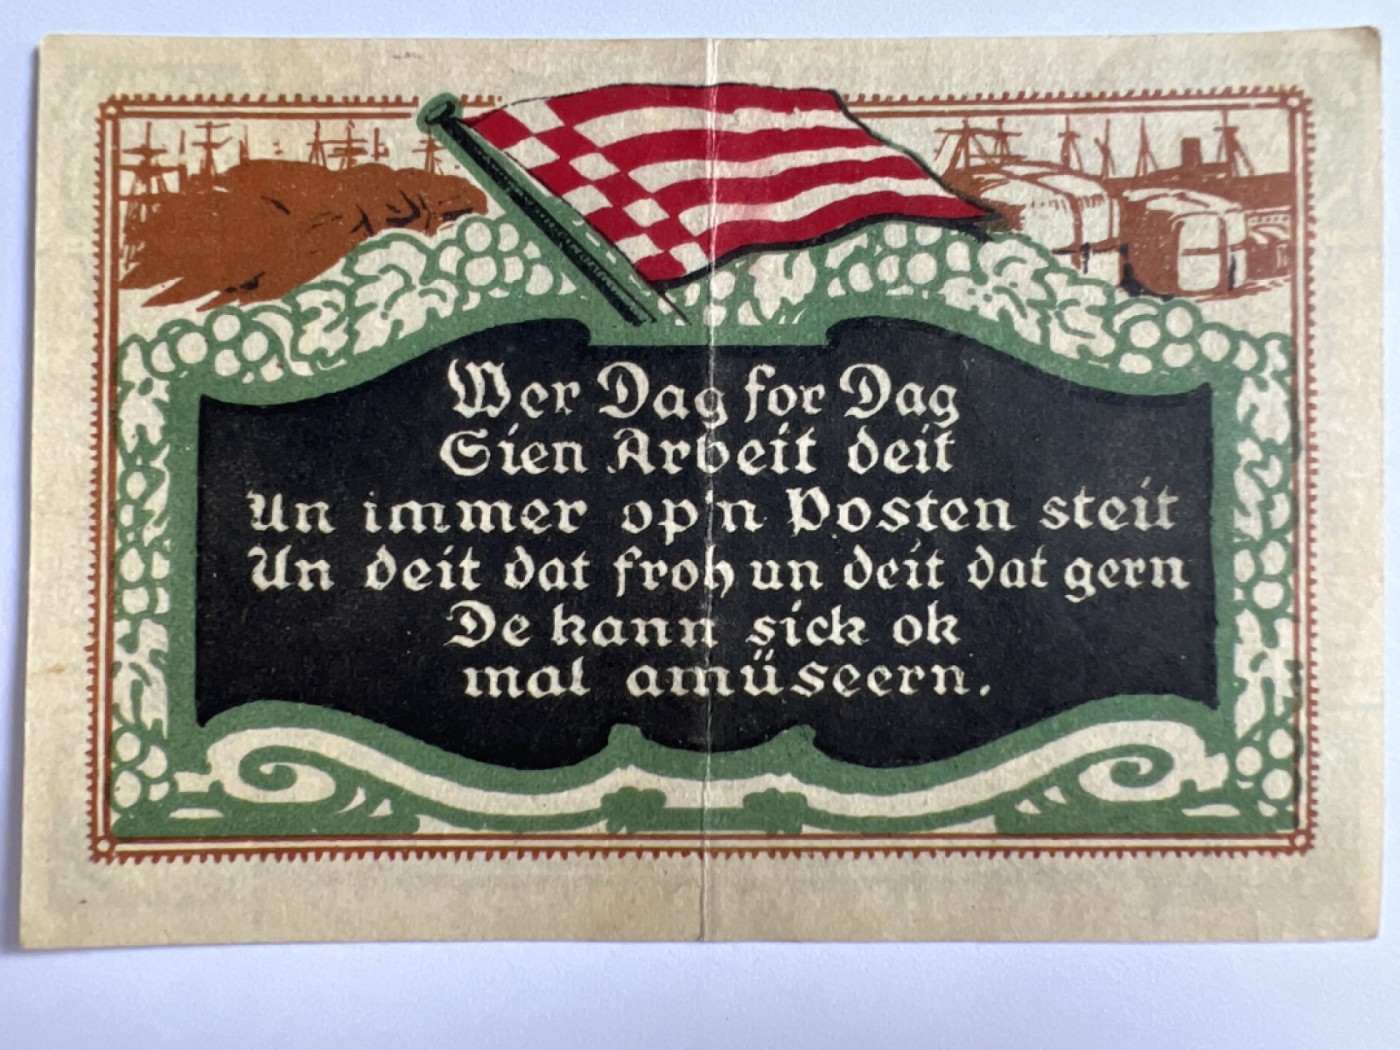 Wer Dag for Dag
Sien Arbeit deit
Un immer op'n Posten steit
Un deit dat froh un deit dat gern
De kann sick ok
mal amüseern.